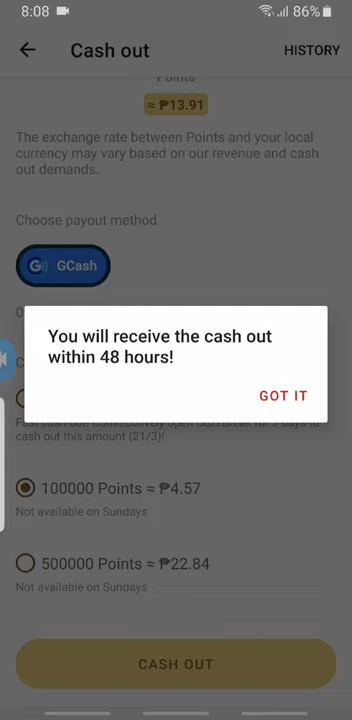 8:08
86%
Cash out
HISTORY
Points
≈ ₱13.91
The exchange rate between Points and your local
currency may vary based on our revenue and cash
out demands.
Choose payout method
GCash
You will receive the cash out
within 48 hours!
GOT IT
cash out this amount (21/3)!
100000 Points ≈ ₱4.57
Not available on Sundays
500000 Points ≈ ₱22.84
Not available on Sundays
CASH OUT